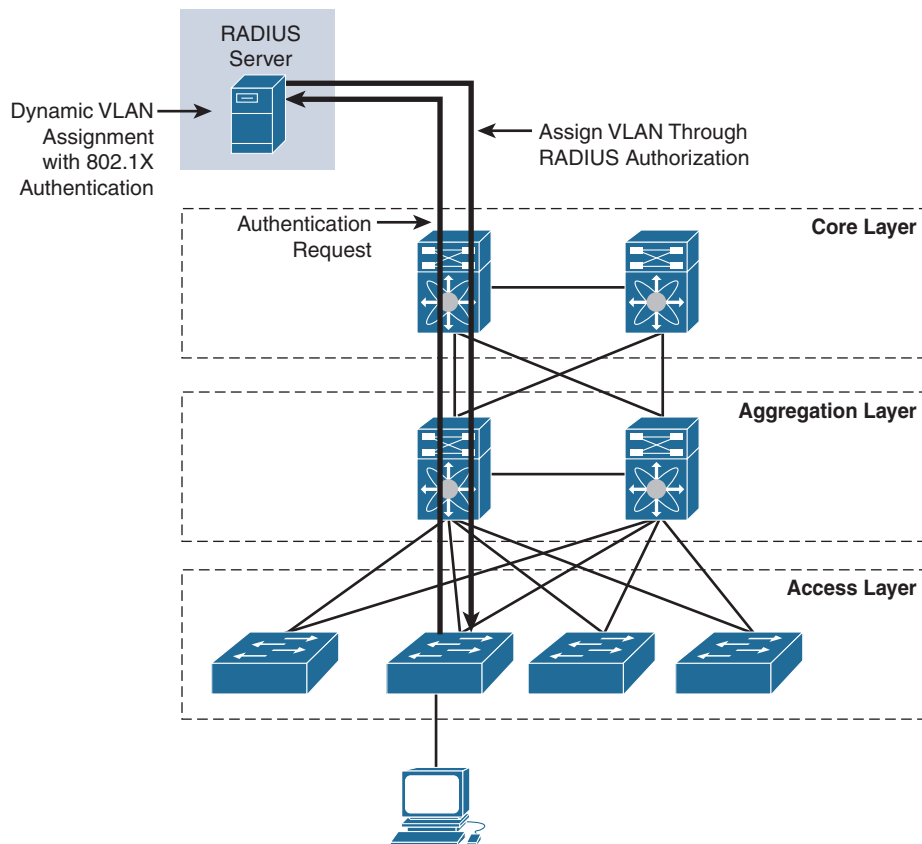 RADIUS
Server
Dynamic VLAN
Assignment
with 802.1X
Authentication
Assign VLAN Through
RADIUS Authorization
Authentication
Request
Core Layer
Aggregation Layer
Access Layer